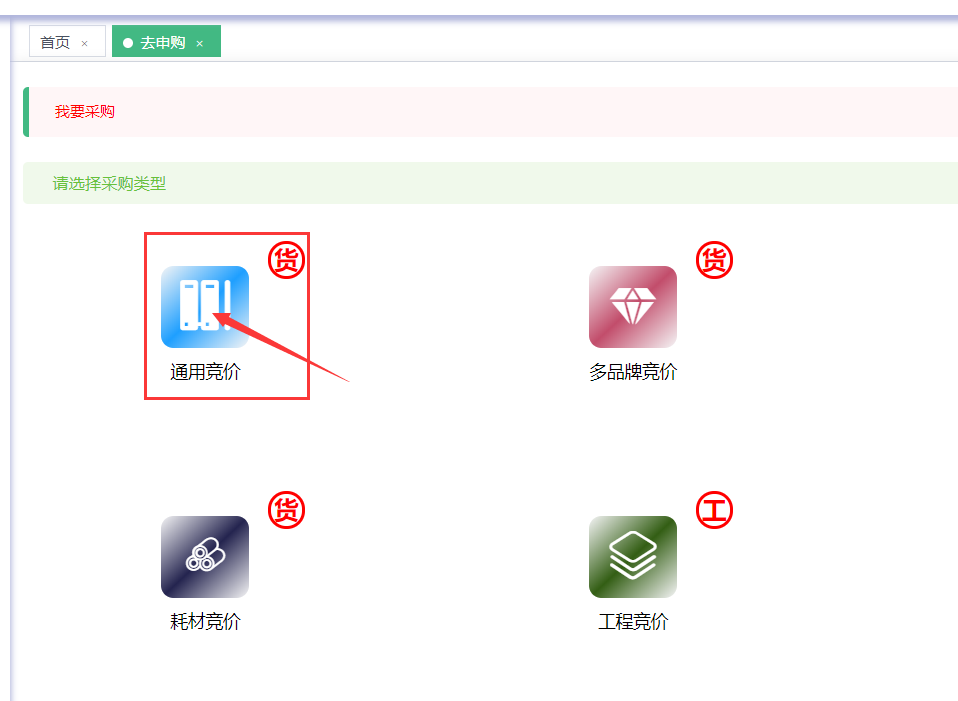 首页 ×
去申购 ×
我要采购
请选择采购类型
货
货
通用竞价
多品牌竞价
货
工
耗材竞价
工程竞价